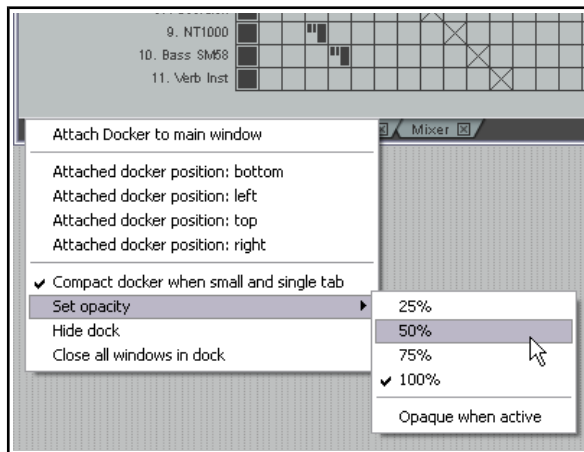 9. NT1000
10. Bass SM58
11. Verb Inst
Mixer
Attach Docker to main window
Attached docker position: bottom
Attached docker position: left
Attached docker position: top
Attached docker position: right
Compact docker when small and single tab
Set opacity
Hide dock
Close all windows in dock
25%
50%
75%
100%
Opaque when active